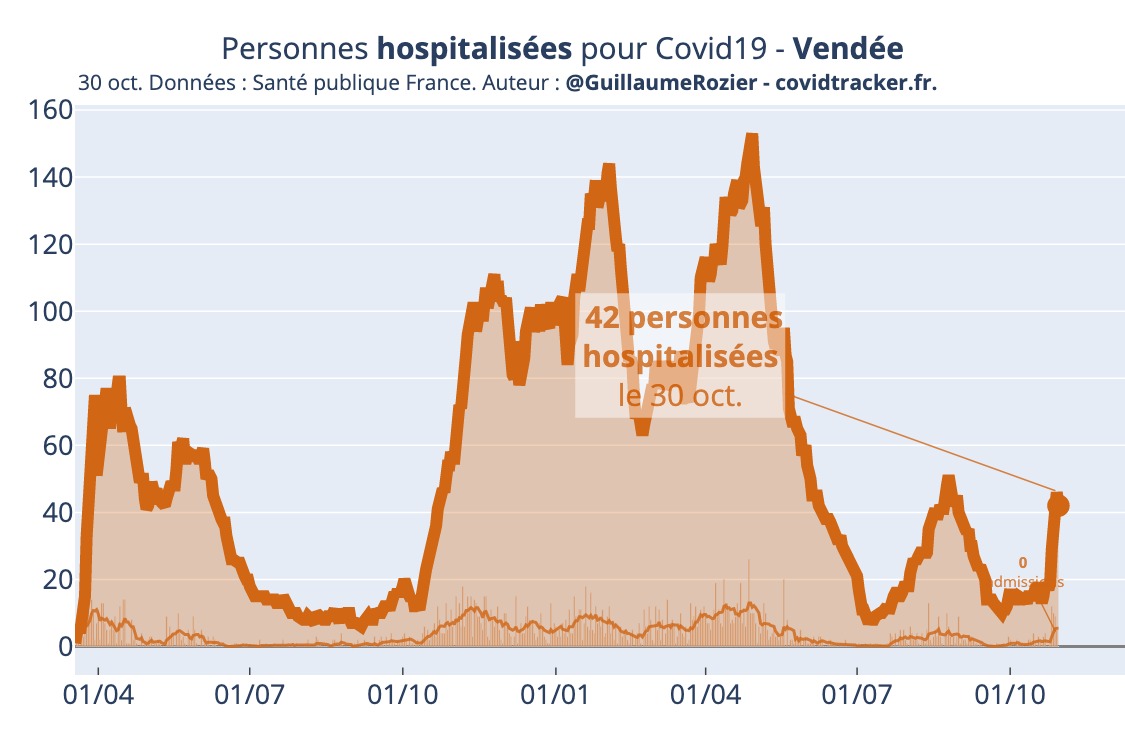 Personnes hospitalisées pour Covid19 - Vendée
30 oct. Données : Santé publique France. Auteur : @GuillaumeRozier - covidtracker.fr.
160
140
120
100
80
60
40
20
0
42 personnes
hospitalisées
le 30 oct.
0
admissions
01/04
01/07
01/10
01/01
01/04
01/07
01/10